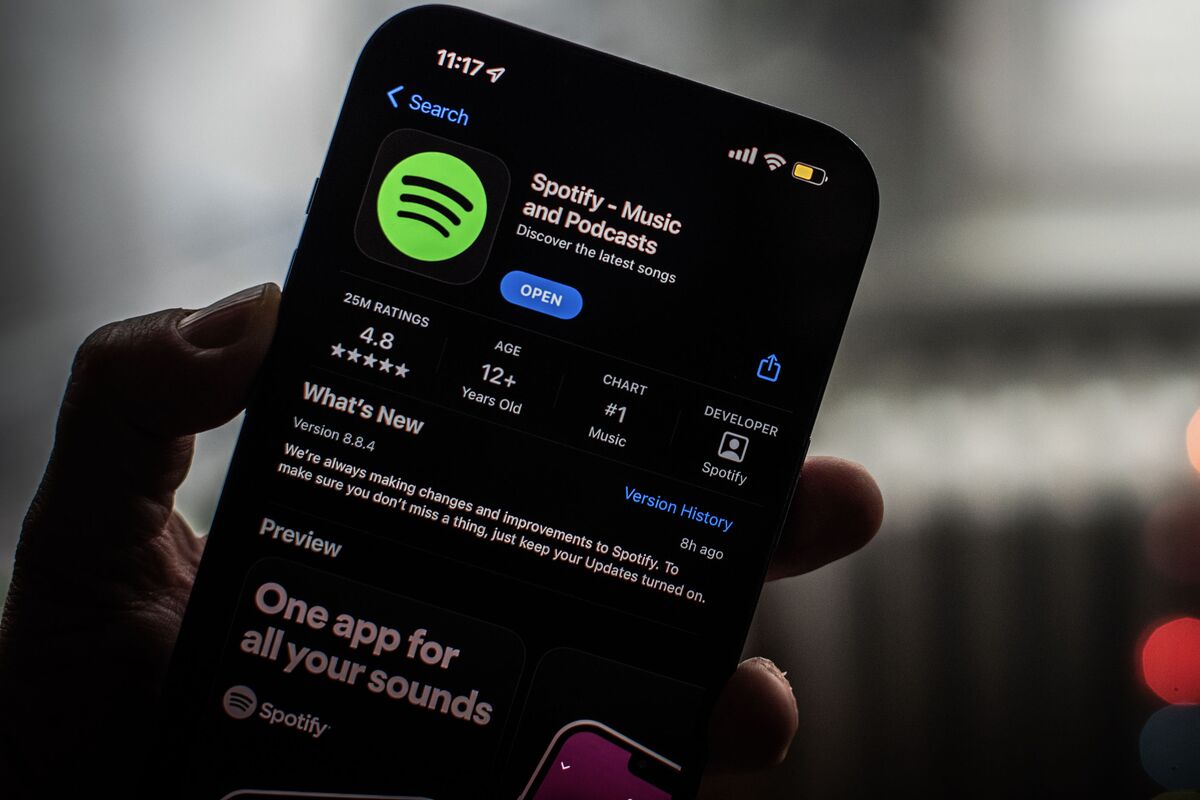 11:17
Search
Spotify - Music
and Podcasts
Discover the latest songs
OPEN
25M RATINGS
4.8
AGE
12+
Years Old
CHART
#1
Music
DEVELOPER
Spotify
What's New
Version History
Version 8.8.4
8h ago
We're always making changes and improvements to Spotify. To
make sure you don't miss a thing, just keep your Updates turned on.
Preview
One app for
all your sounds
Spotify